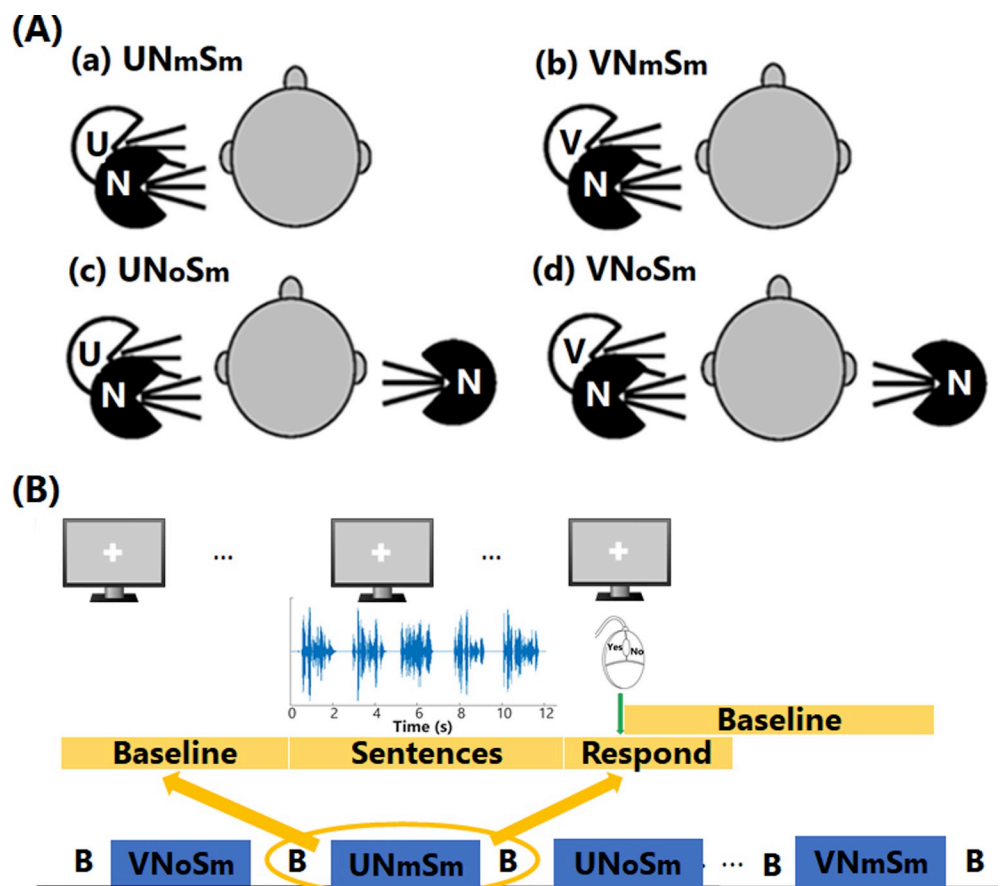 (A)
(a) UNmSm
(b) VNmSm
U
N
V
N
(c) UNoSm
(d) VNoSm
U
N
N
V
N
N
(B)
...
...
Yes No
0 2 4 6 8 10 12
Time (s)
Baseline
Baseline Sentences Respond
B VNoSm B UNmSm B UNoSm ... B VNmSm B